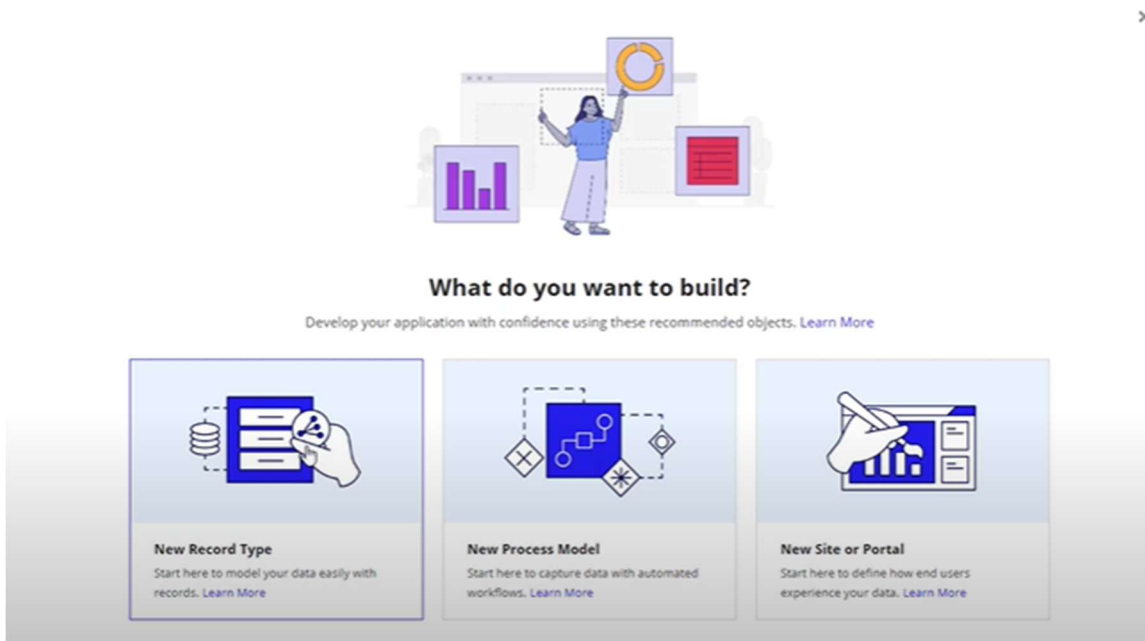 What do you want to build?
Develop your application with confidence using these recommended objects. Learn More
New Record Type
Start here to model your data easily with
records. Learn More
New Process Model
Start here to capture data with automated
workflows. Learn More
New Site or Portal
Start here to define how end users
experience your data. Learn More